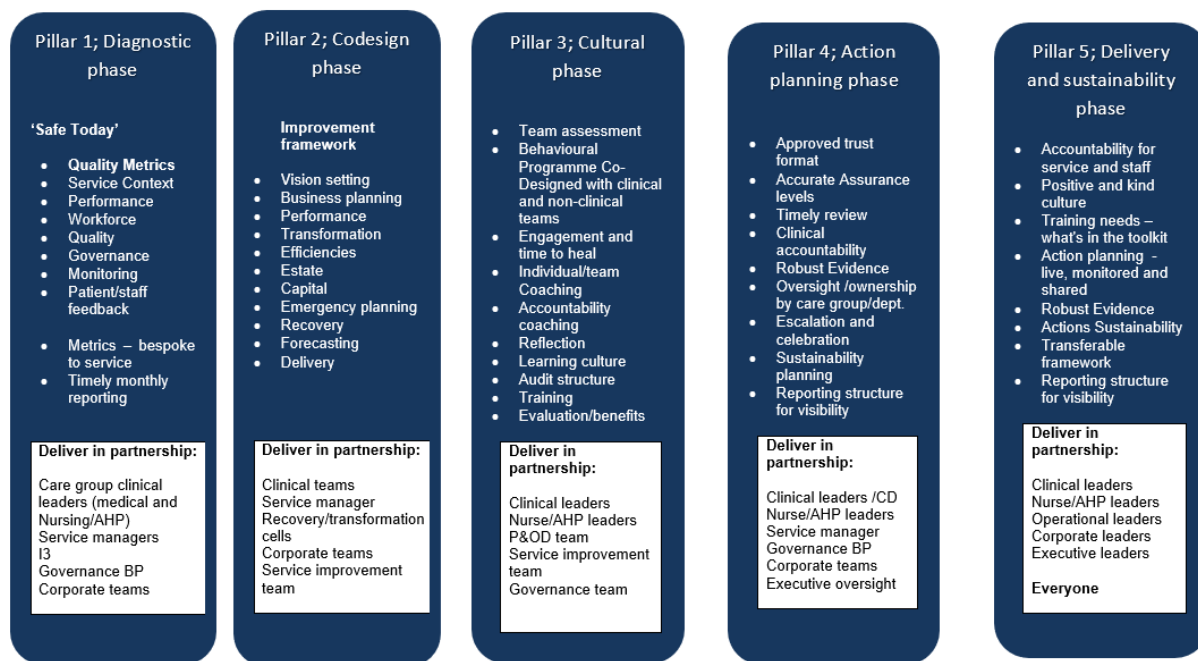 Pillar 1; Diagnostic
phase
‘Safe Today’
• Quality Metrics
• Service Context
• Performance
• Workforce
• Quality
• Governance
• Monitoring
• Patient/staff
feedback
• Metrics – bespoke
to service
• Timely monthly
reporting
Deliver in partnership:
Care group clinical
leaders (medical and
Nursing/AHP)
Service managers
I3
Governance BP
Corporate teams
Pillar 2; Codesign
phase
Improvement
framework
• Vision setting
• Business planning
• Performance
• Transformation
• Efficiencies
• Estate
• Capital
• Emergency planning
• Recovery
• Forecasting
• Delivery
Deliver in partnership:
Clinical teams
Service manager
Recovery/transformation
cells
Corporate teams
Service improvement
team
Pillar 3; Cultural
phase
• Team assessment
• Behavioural
Programme Co-
Designed with clinical
and non-clinical
teams
• Engagement and
time to heal
• Individual/team
Coaching
• Accountability
coaching
• Reflection
• Learning culture
• Audit structure
• Training
• Evaluation/benefits
Deliver in
partnership:
Clinical leaders
Nurse/AHP leaders
P&OD team
Service improvement
team
Governance team
Pillar 4; Action
planning phase
• Approved trust
format
• Accurate Assurance
levels
• Timely review
• Clinical
accountability
• Robust Evidence
• Oversight /ownership
by care group/dept.
• Escalation and
celebration
• Sustainability
planning
• Reporting structure
for visibility
Deliver in
partnership:
Clinical leaders /CD
Nurse/AHP leaders
Service manager
Governance BP
Corporate teams
Executive oversight
Pillar 5; Delivery
and sustainability
phase
• Accountability for
service and staff
• Positive and kind
culture
• Training needs –
what's in the toolkit
• Action planning -
live, monitored and
shared
• Robust Evidence
• Actions Sustainability
• Transferable
framework
• Reporting structure
for visibility
Deliver in
partnership:
Clinical leaders
Nurse/AHP leaders
Operational leaders
Corporate leaders
Executive leaders
Everyone